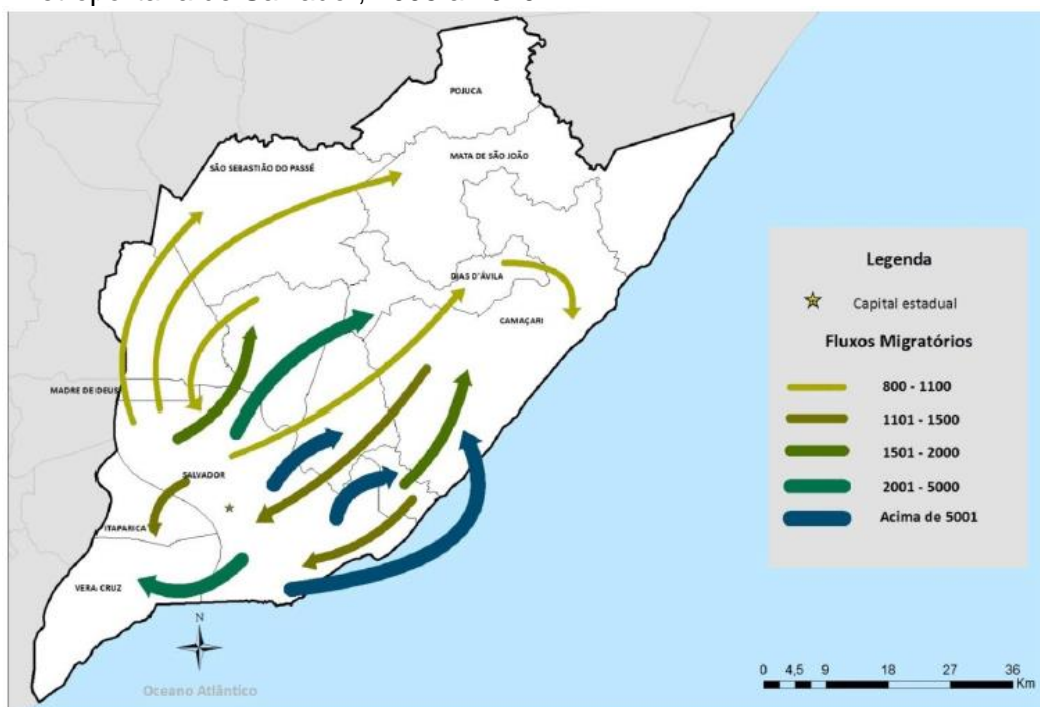 POJUCA
MATA DE SÃO JOÃO
SÃO SEBASTIÃO DO PASSÉ
DIAS D'ÁVILA
CAMAÇARI
MADRE DE DEUS
SALVADOR
ITAPARICA
VERA CRUZ
N
Oceano Atlântico
Legenda
Capital estadual
Fluxos Migratórios
800 - 1100
1101 - 1500
1501 - 2000
2001 - 5000
Acima de 5001
0 4,5 9 18 27 36
Km